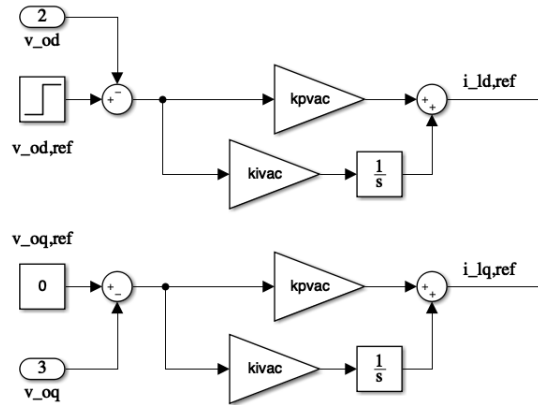 2
v_od
v_od,ref
kpvac
kivac
1
s
i_ld,ref
v_oq,ref
0
3
v_oq
kpvac
kivac
1
s
i_lq,ref